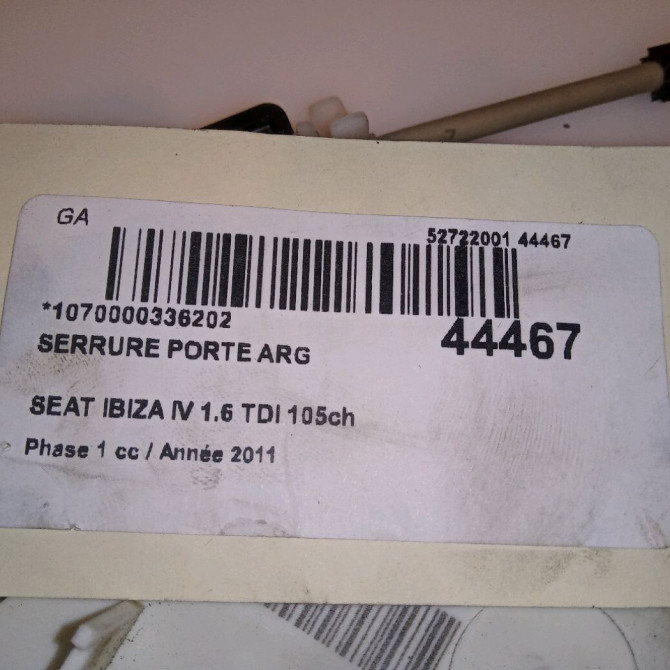 GA
52722001 44467
*1070000336202
44467
SERRURE PORTE ARG
SEAT IBIZA IV 1.6 TDI 105ch
Phase 1 cc / Année 2011